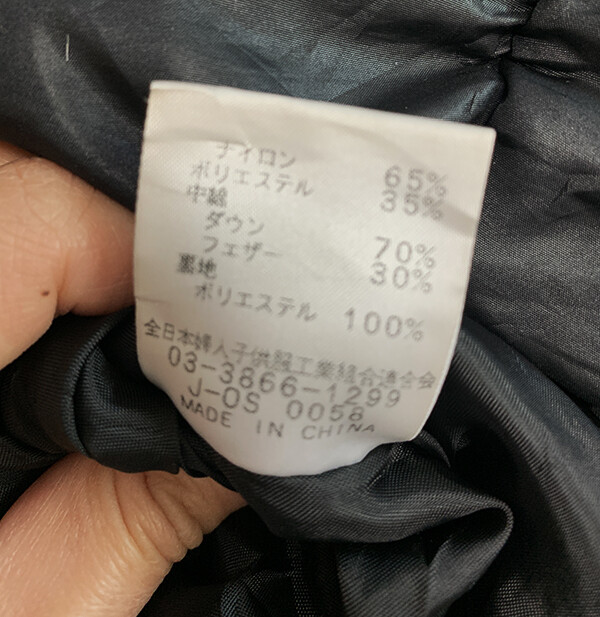 ナイロン 65%
ポリエステル 35%
中綿
ダウン 70%
フェザー 30%
裏地
ポリエステル 100%
全日本婦人子供服工業組合連合会
03-3866-1299
J-OS 0058
MADE IN CHINA